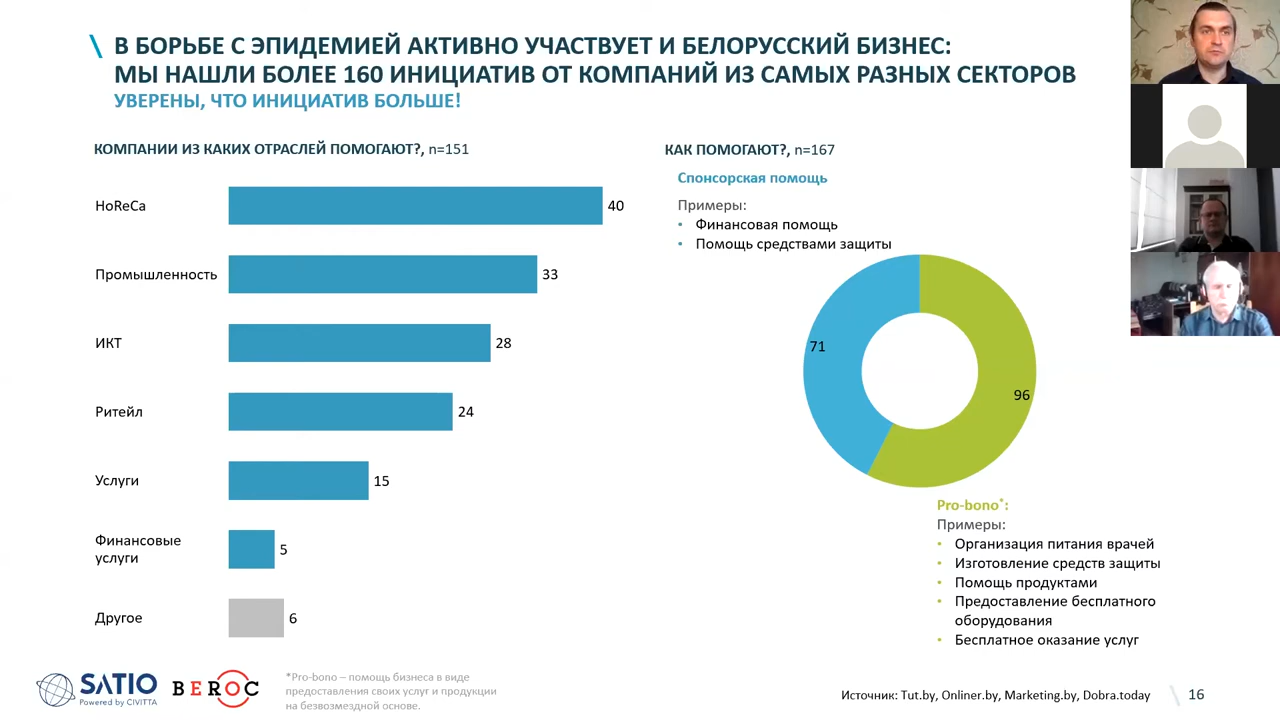 \ В БОРЬБЕ С ЭПИДЕМИЕЙ АКТИВНО УЧАСТВУЕТ И БЕЛОРУССКИЙ БИЗНЕС:
МЫ НАШЛИ БОЛЕЕ 160 ИНИЦИАТИВ ОТ КОМПАНИЙ ИЗ САМЫХ РАЗНЫХ СЕКТОРОВ
УВЕРЕНЫ, ЧТО ИНИЦИАТИВ БОЛЬШЕ!
КОМПАНИИ ИЗ КАКИХ ОТРАСЛЕЙ ПОМОГАЮТ?, n=151
HoReCa 40
Промышленность 33
ИКТ 28
Ритейл 24
Услуги 15
Финансовые
услуги 5
Другое 6
КАК ПОМОГАЮТ?, n=167
Спонсорская помощь
Примеры:
• Финансовая помощь
• Помощь средствами защиты
71
96
Pro-bono*:
Примеры:
• Организация питания врачей
• Изготовление средств защиты
• Помощь продуктами
• Предоставление бесплатного
оборудования
• Бесплатное оказание услуг
SATIO
Powered by CIVITTA
BEROC
*Pro-bono – помощь бизнеса в виде
предоставления своих услуг и продукции
на безвозмездной основе.
Источник: Tut.by, Onliner.by, Marketing.by, Dobra.today
\ 16